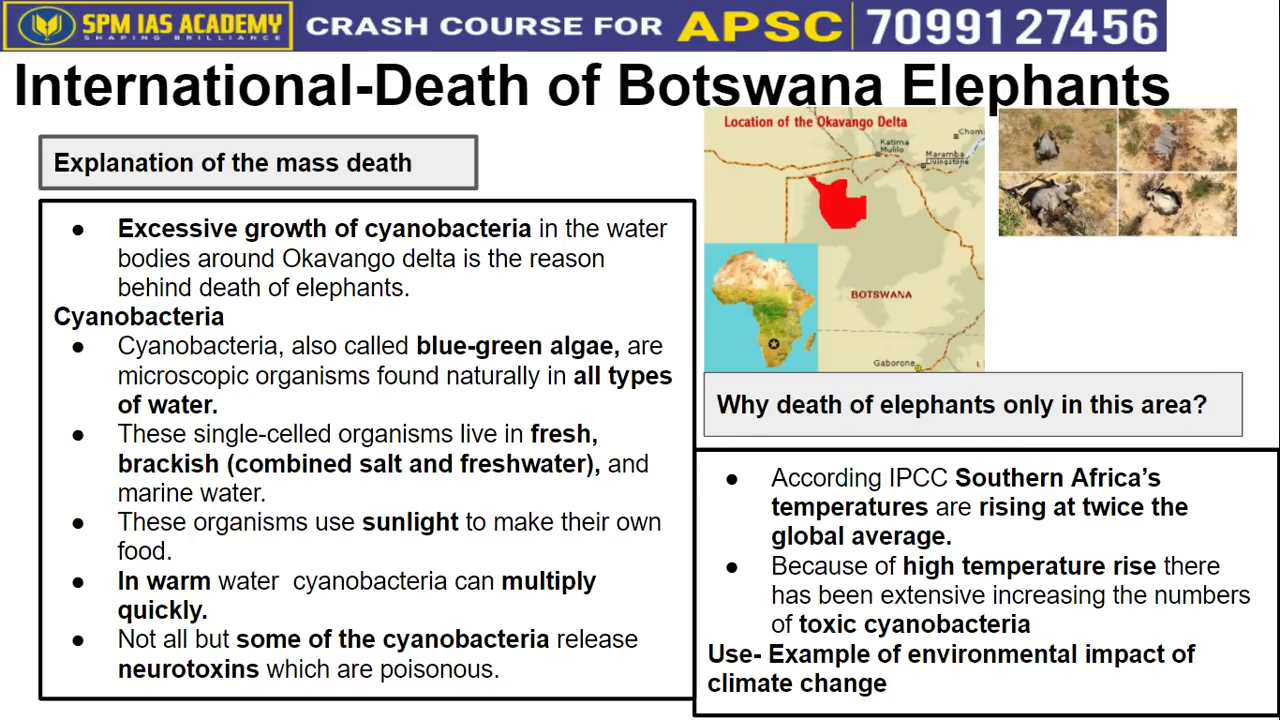 SPM IAS ACADEMY
SHAPING BRILLIANCE
CRASH COURSE FOR APSC 7099127456
International-Death of Botswana Elephants
Explanation of the mass death
● Excessive growth of cyanobacteria in the water
bodies around Okavango delta is the reason
behind death of elephants.
Cyanobacteria
● Cyanobacteria, also called blue-green algae, are
microscopic organisms found naturally in all types
of water.
● These single-celled organisms live in fresh,
brackish (combined salt and freshwater), and
marine water.
● These organisms use sunlight to make their own
food.
● In warm water cyanobacteria can multiply
quickly.
● Not all but some of the cyanobacteria release
neurotoxins which are poisonous.
Location of the Okavango Delta
Katima
Mulilo
Chom
Maramba
Livingstone
BOTSWANA
Gaborone
Why death of elephants only in this area?
● According IPCC Southern Africa's
temperatures are rising at twice the
global average.
● Because of high temperature rise there
has been extensive increasing the numbers
of toxic cyanobacteria
Use- Example of environmental impact of
climate change